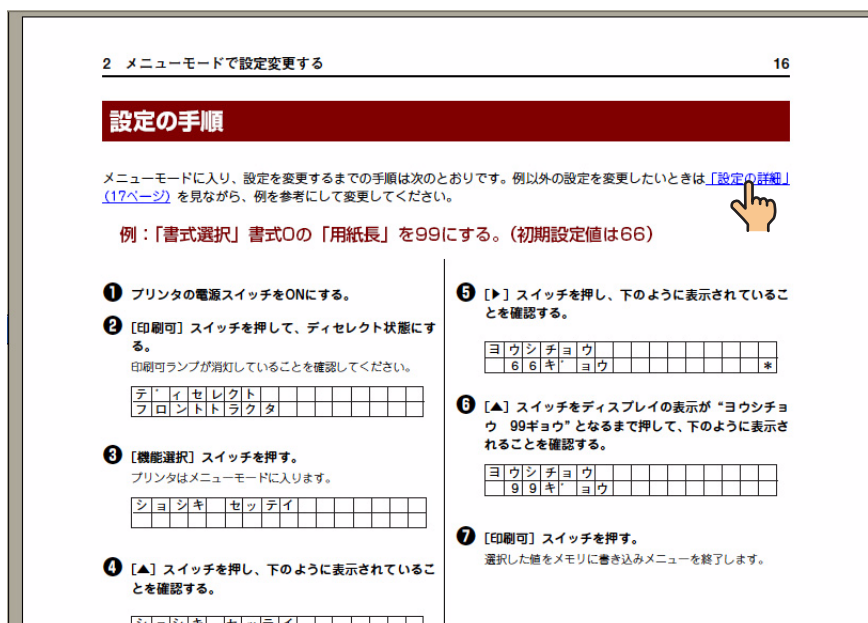 2 メニューモードで設定変更する 16
設定の手順
メニューモードに入り、設定を変更するまでの手順は次のとおりです。例以外の設定を変更したいときは「設定の詳細」
(17ページ) を見ながら、例を参考にして変更してください。
例：「書式選択」書式0の「用紙長」を99にする。(初期設定値は66)
❶ プリンタの電源スイッチをONにする。
❷ [印刷可] スイッチを押して、ディセレクト状態にす
る。
印刷可ランプが消灯していることを確認してください。
デ゛ィセレクト
フロントトラクタ
❸ [機能選択] スイッチを押す。
プリンタはメニューモードに入ります。
ショシキ セッテイ
❹ [▲] スイッチを押し、下のように表示されているこ
とを確認する。
ショシキ セッテイ
❺ [▶] スイッチを押し、下のように表示されているこ
とを確認する。
ヨウシチョウ
66キ゛ョウ *
❻ [▲] スイッチをディスプレイの表示が“ヨウシチョ
ウ 99ギョウ”となるまで押して、下のように表示さ
れることを確認する。
ヨウシチョウ
99キ゛ョウ
❼ [印刷可] スイッチを押す。
選択した値をメモリに書き込みメニューを終了します。